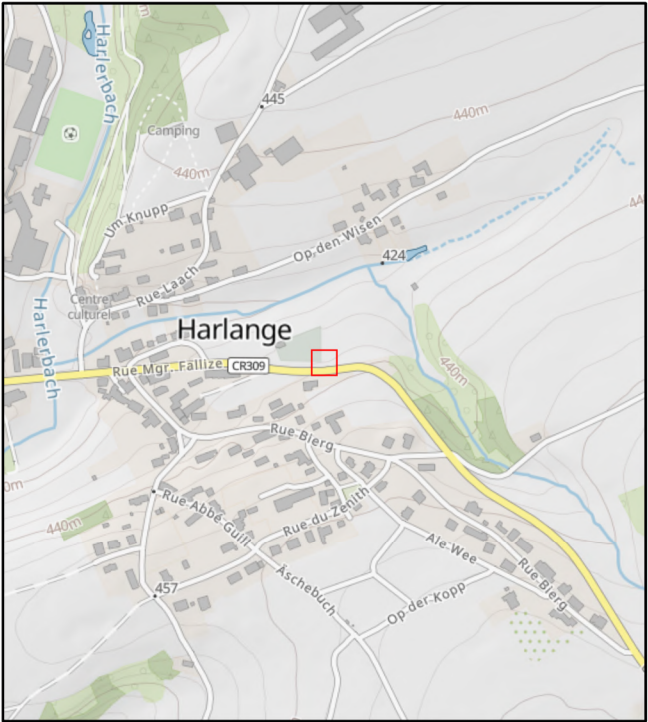 Harlerbach
445
440m
Camping
440m
44
Um Knupp
Op den Wisen
424
Rue Laach
Centre
culturel
Harlerbach
Harlange
Rue Mgr. Fallize
CR309
440m
Rue Bierg
0m
Rue Abbé Guill
Rue du Zenith
440m
Ale Wee
Rue Bierg
Äschebuch
457
Op der Kopp